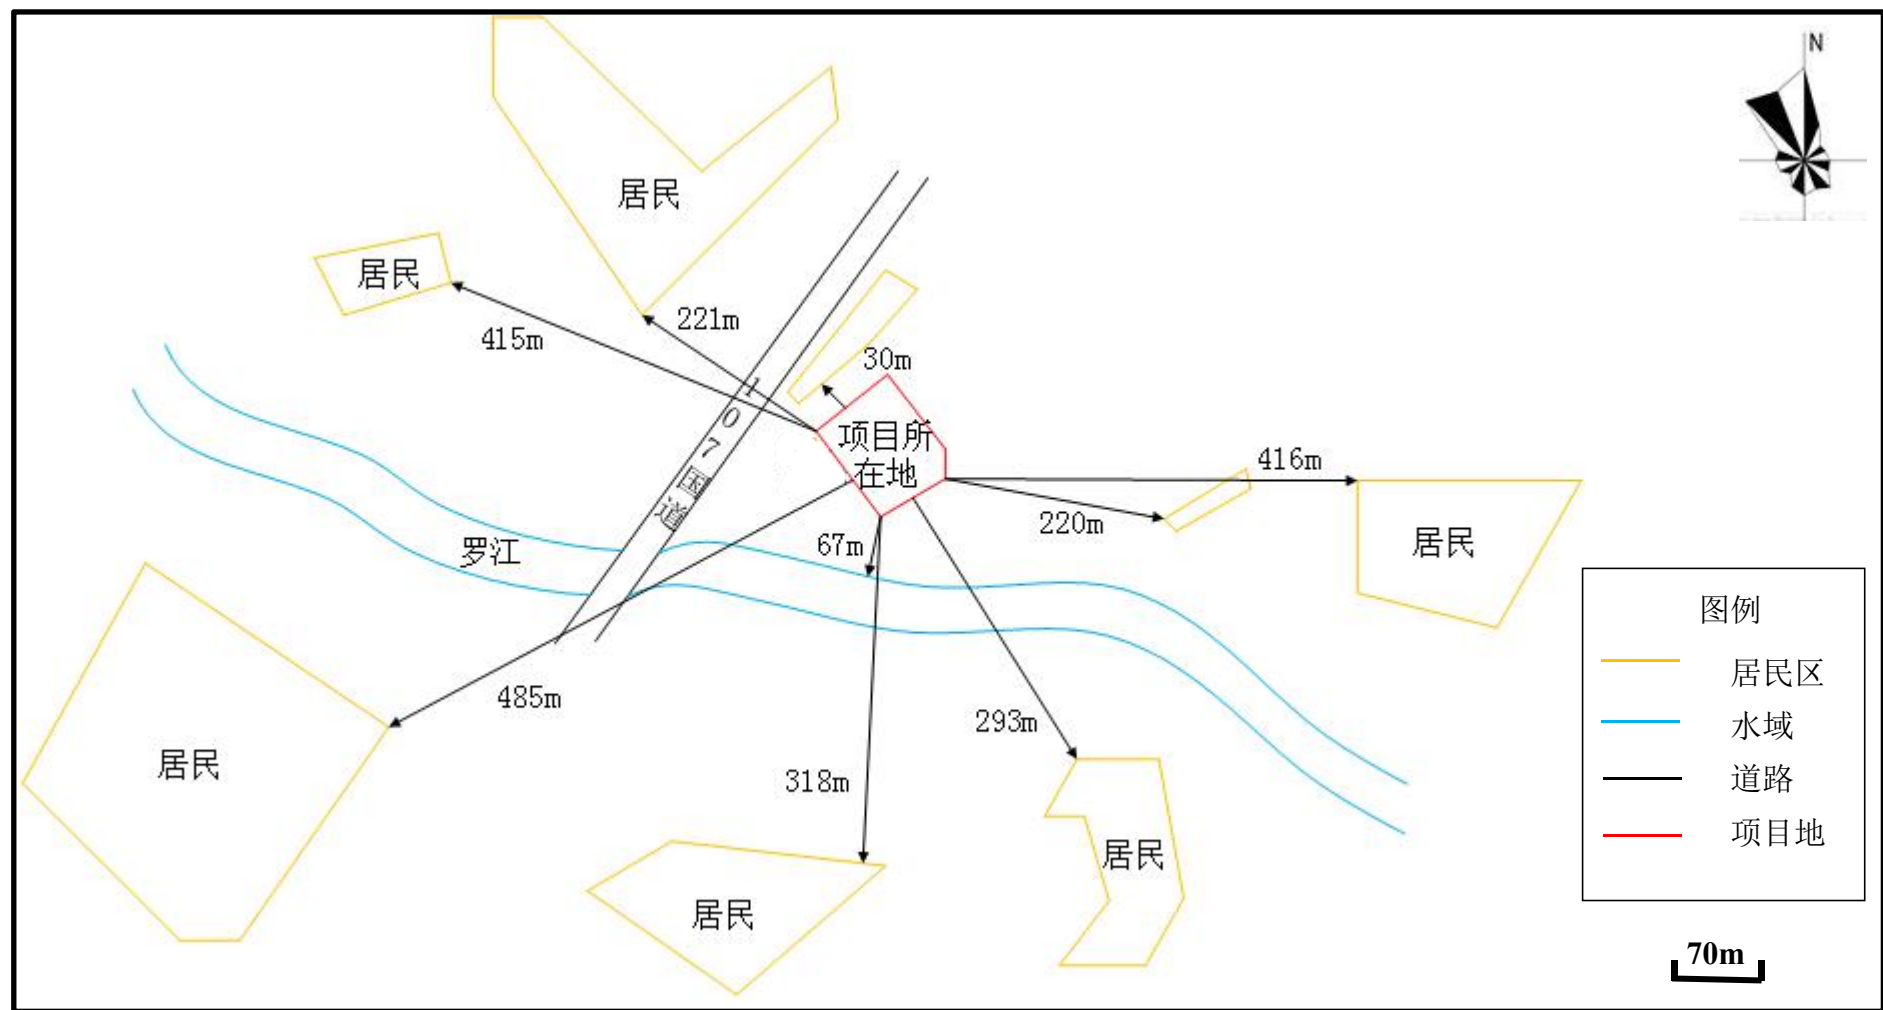 N
居民
居民
221m
415m
30m
107国道
项目所
在地
416m
220m
居民
67m
罗江
485m
293m
居民
318m
居民
居民
图例
居民区
水域
道路
项目地
70m